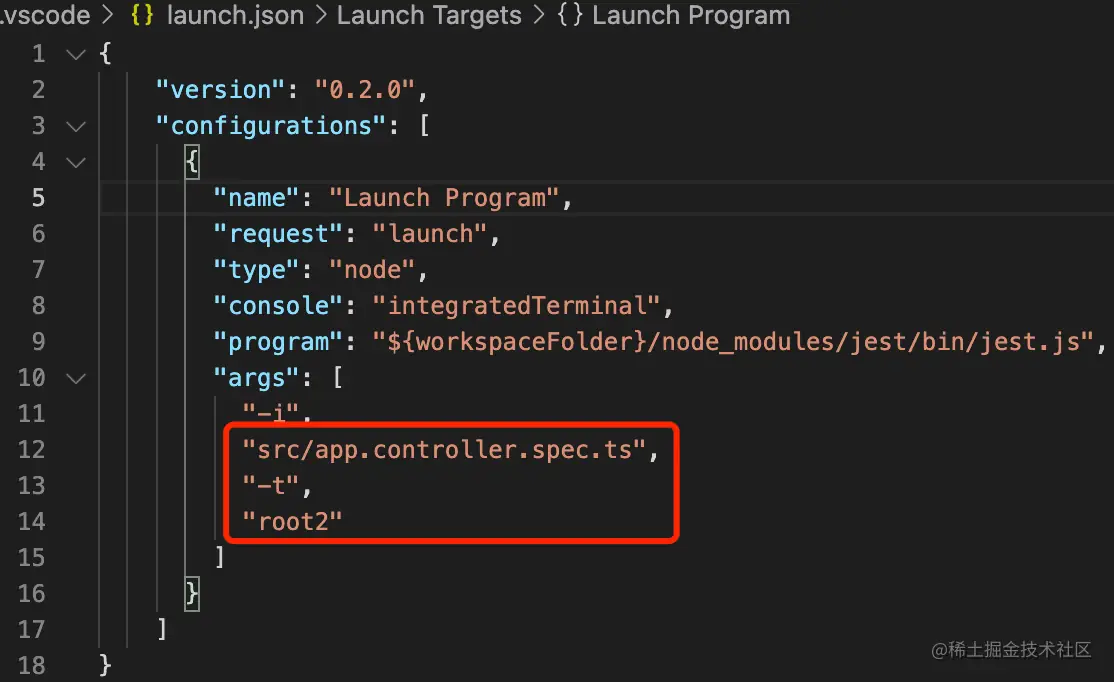 .vscode > {} launch.json > Launch Targets > {} Launch Program
1 {
2 "version": "0.2.0",
3 "configurations": [
4 {
5 "name": "Launch Program",
6 "request": "launch",
7 "type": "node",
8 "console": "integratedTerminal",
9 "program": "${workspaceFolder}/node_modules/jest/bin/jest.js",
10 "args": [
11 "-i",
12 "src/app.controller.spec.ts",
13 "-t",
14 "root2"
15 ]
16 }
17 ]
18 }
@稀土掘金技术社区